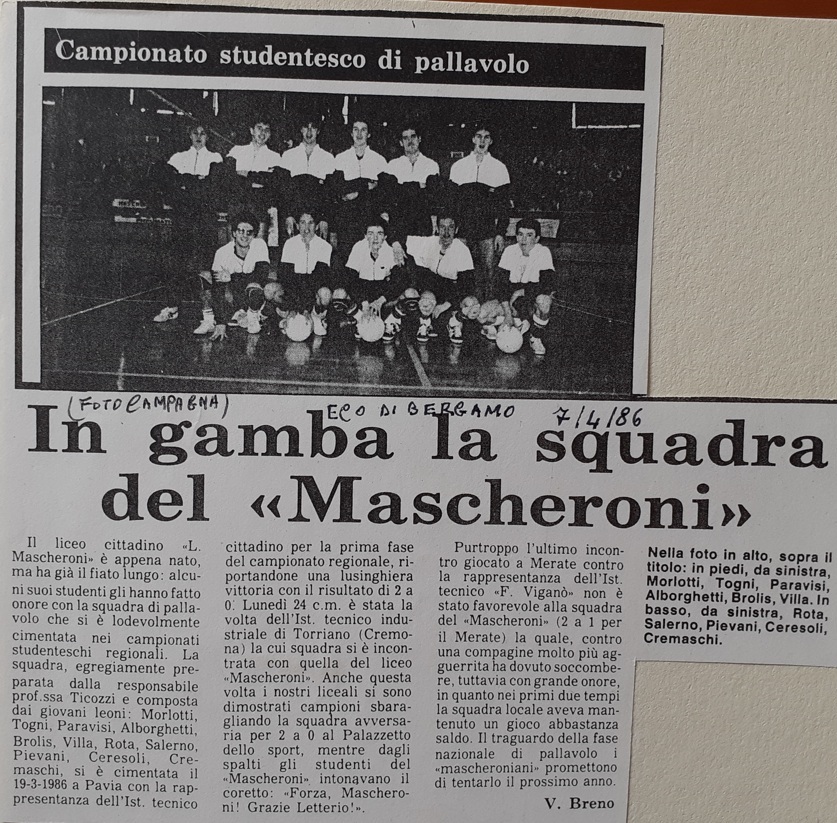 Campionato studentesco di pallavolo
(FOTO CAMPAGNA)
ECO DI BERGAMO 7/4/86
In gamba la squadra
del «Mascheroni»
Il liceo cittadino «L.
Mascheroni» è appena nato,
ma ha già il fiato lungo: alcu-
ni suoi studenti gli hanno fatto
onore con la squadra di palla-
volo che si è lodevolmente
cimentata nei campionati
studenteschi regionali. La
squadra, egregiamente pre-
parata dalla responsabile
prof.ssa Ticozzi e composta
dai giovani leoni: Morlotti,
Togni, Paravisi, Alborghetti,
Brolis, Villa, Rota, Salerno,
Pievani, Ceresoli, Cre-
maschi, si è cimentata il
19-3-1986 a Pavia con la rap-
presentanza dell'Ist. tecnico
cittadino per la prima fase
del campionato regionale, ri-
portandone una lusinghiera
vittoria con il risultato di 2 a
0. Lunedì 24 c.m. è stata la
volta dell'Ist. tecnico indu-
striale di Torriano (Cremo-
na) la cui squadra si è incon-
trata con quella del liceo
«Mascheroni». Anche questa
volta i nostri liceali si sono
dimostrati campioni sbara-
gliando la squadra avversa-
ria per 2 a 0 al Palazzetto
dello sport, mentre dagli
spalti gli studenti del
«Mascheroni» intonavano il
coretto: «Forza, Maschero-
ni! Grazie Letterio!».
Purtroppo l'ultimo incon-
tro giocato a Merate contro
la rappresentanza dell'Ist.
tecnico «F. Viganò» non è
stato favorevole alla squadra
del «Mascheroni» (2 a 1 per
il Merate) la quale, contro
una compagine molto più ag-
guerrita ha dovuto soccombe-
re, tuttavia con grande onore,
in quanto nei primi due tempi
la squadra locale aveva man-
tenuto un gioco abbastanza
saldo. Il traguardo della fase
nazionale di pallavolo i
«mascheroniani» promettono
di tentarlo il prossimo anno.
V. Breno
Nella foto in alto, sopra il
titolo: in piedi, da sinistra,
Morlotti, Togni, Paravisi,
Alborghetti, Brolis, Villa. In
basso, da sinistra, Rota,
Salerno, Pievani, Ceresoli,
Cremaschi.